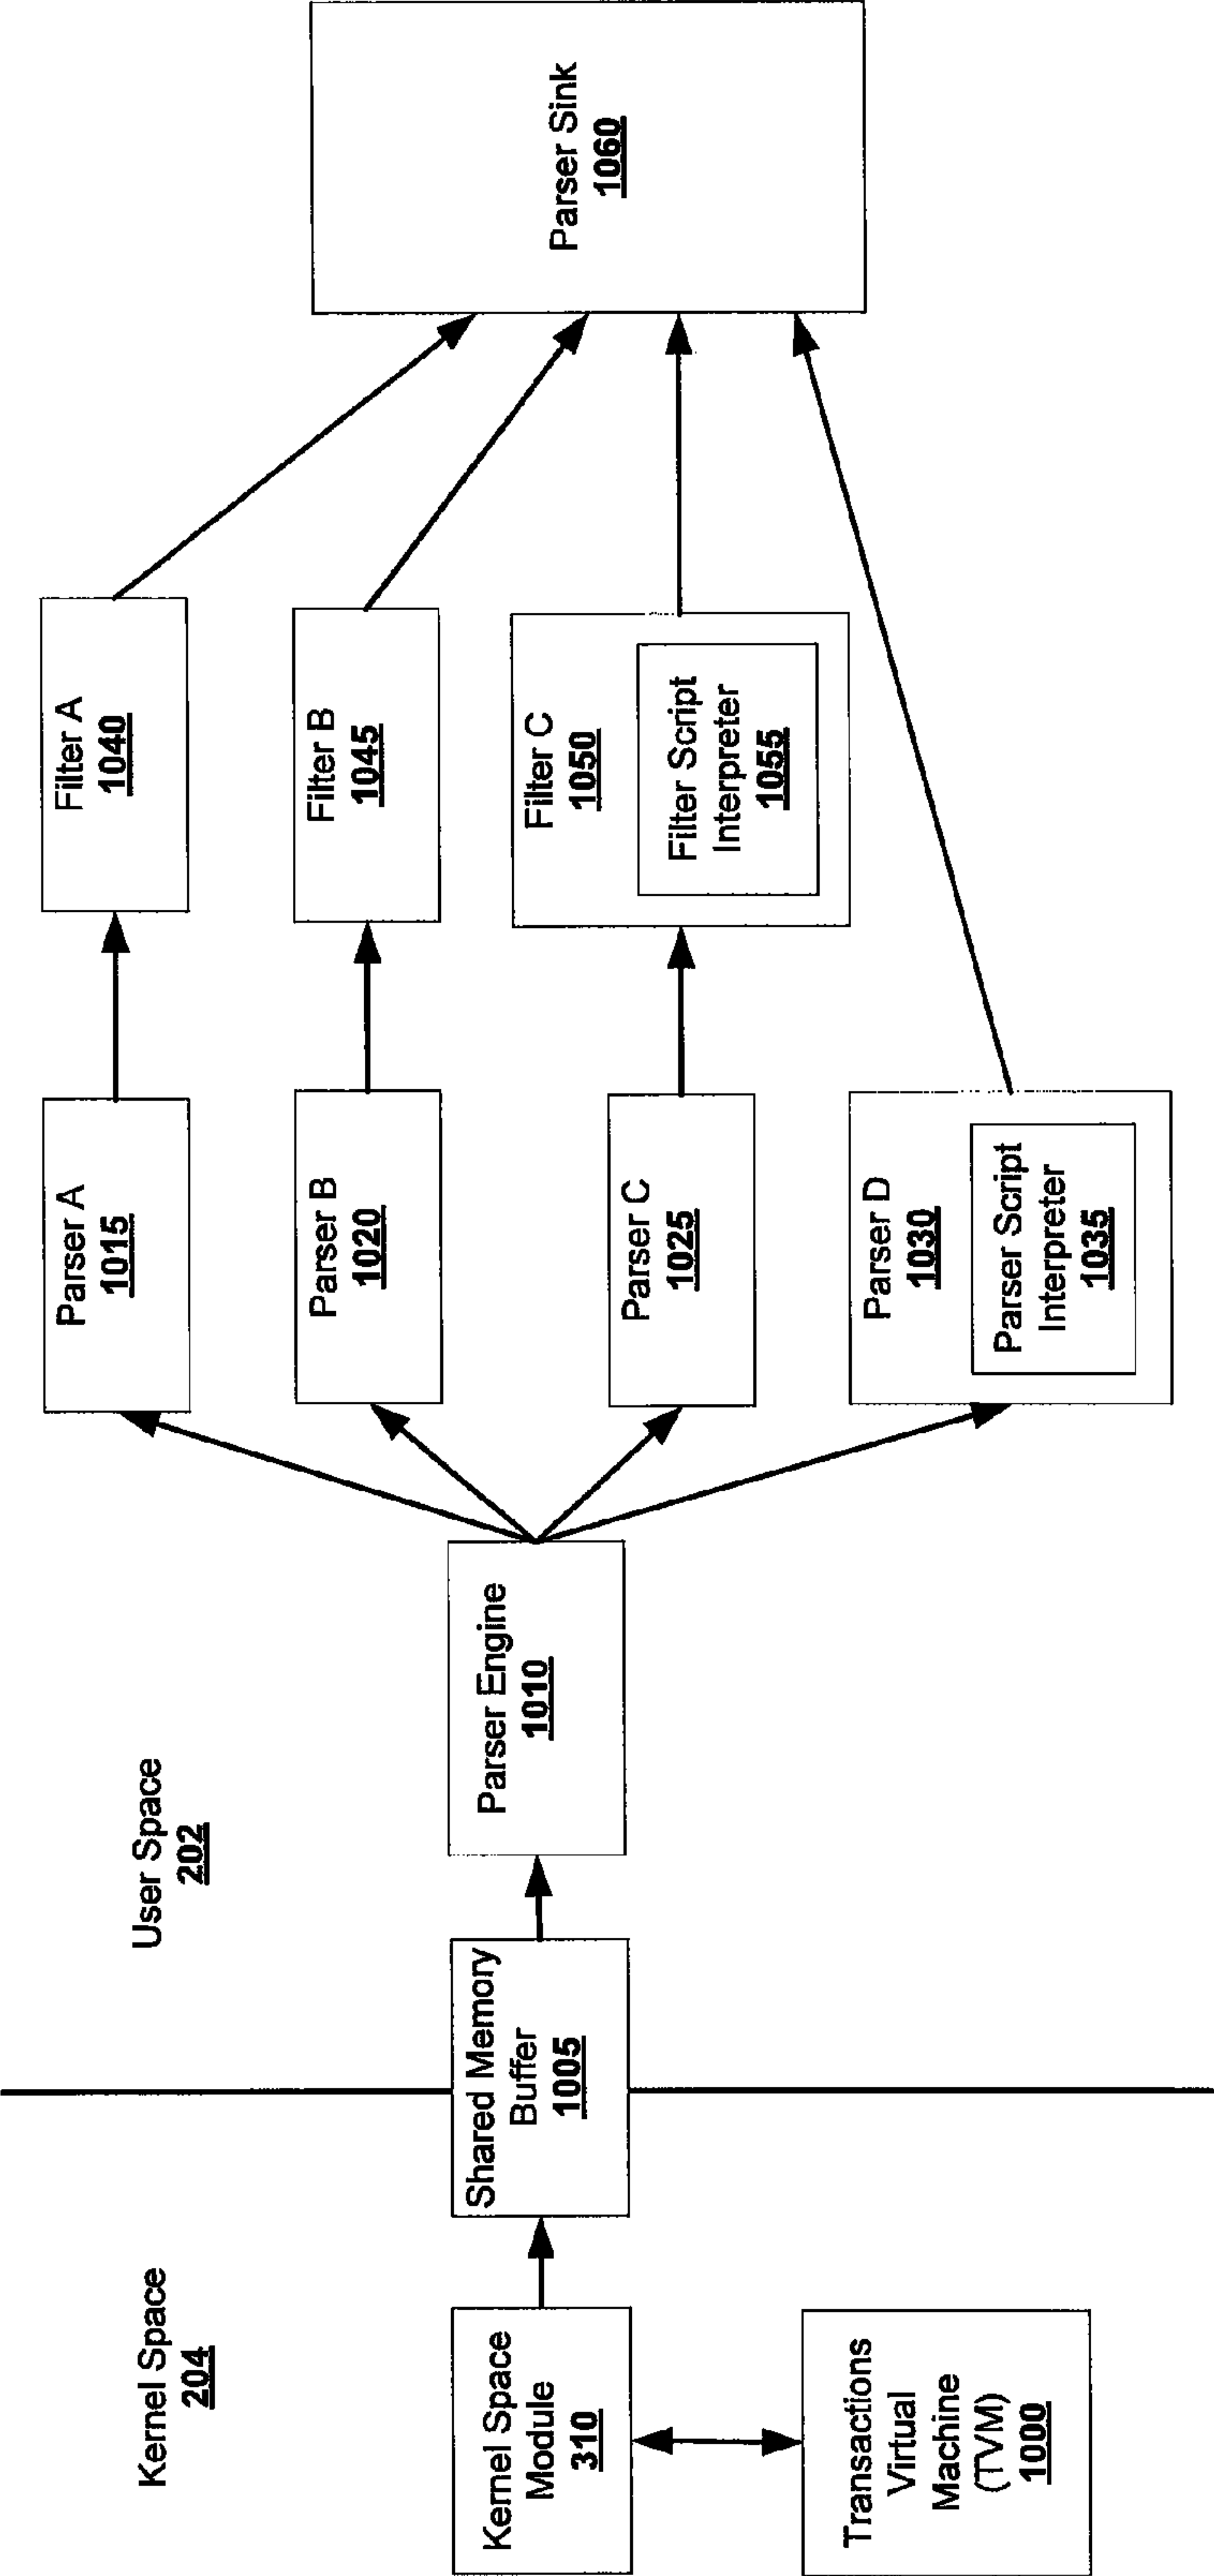 Kernel Space
204
User Space
202
Kernel Space
Module
310
Transactions
Virtual
Machine
(TVM)
1000
Shared Memory
Buffer
1005
Parser Engine
1010
Parser A
1015
Parser B
1020
Parser C
1025
Parser D
1030
Parser Script
Interpreter
1035
Filter A
1040
Filter B
1045
Filter C
1050
Filter Script
Interpreter
1055
Parser Sink
1060